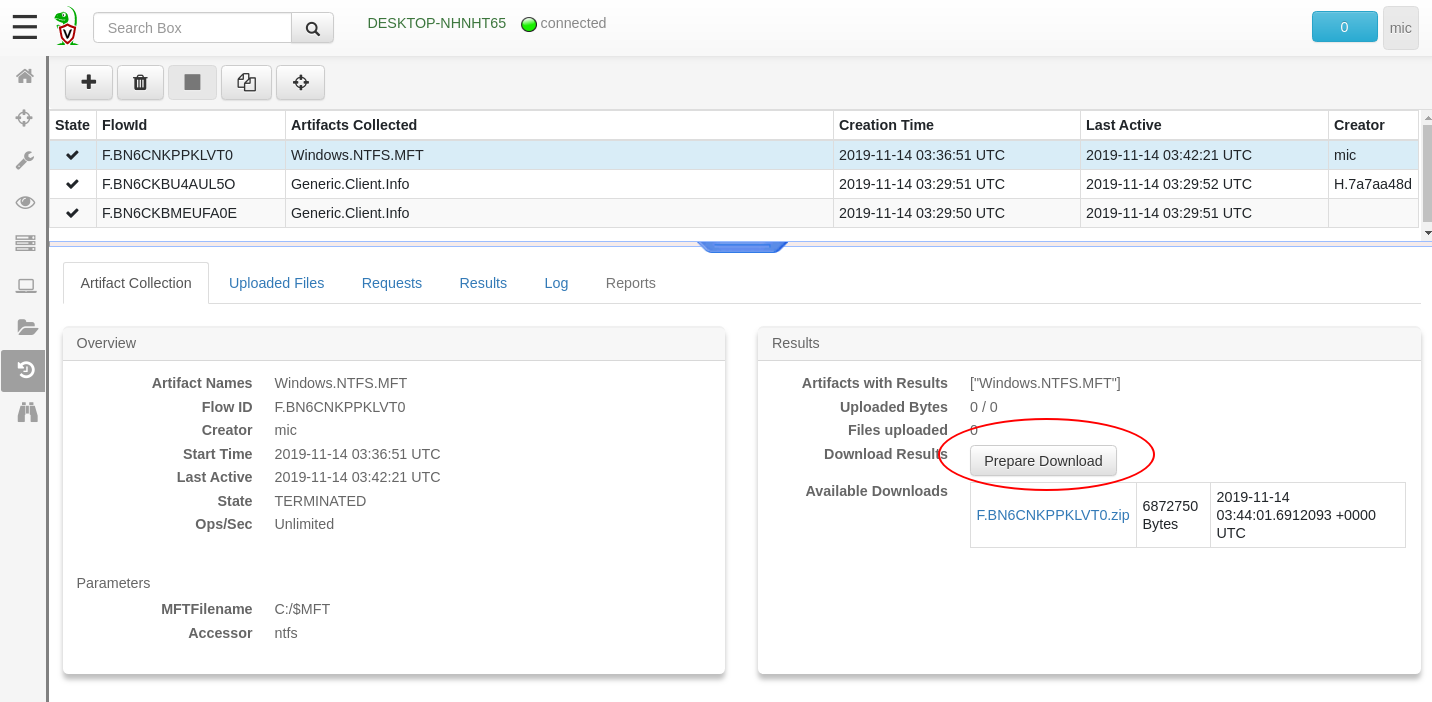 V
Search Box
DESKTOP-NHNHT65 connected
0
mic
State FlowId Artifacts Collected Creation Time Last Active Creator
F.BN6CNKPPKLVT0 Windows.NTFS.MFT 2019-11-14 03:36:51 UTC 2019-11-14 03:42:21 UTC mic
F.BN6CKBU4AUL5O Generic.Client.Info 2019-11-14 03:29:51 UTC 2019-11-14 03:29:52 UTC H.7a7aa48d
F.BN6CKBMEUFA0E Generic.Client.Info 2019-11-14 03:29:50 UTC 2019-11-14 03:29:51 UTC
Artifact Collection Uploaded Files Requests Results Log Reports
Overview
Artifact Names Windows.NTFS.MFT
Flow ID F.BN6CNKPPKLVT0
Creator mic
Start Time 2019-11-14 03:36:51 UTC
Last Active 2019-11-14 03:42:21 UTC
State TERMINATED
Ops/Sec Unlimited
Parameters
MFTFilename C:/$MFT
Accessor ntfs
Results
Artifacts with Results ["Windows.NTFS.MFT"]
Uploaded Bytes 0 / 0
Files uploaded 0
Download Results Prepare Download
Available Downloads
F.BN6CNKPPKLVT0.zip
6872750
Bytes
2019-11-14
03:44:01.6912093 +0000
UTC